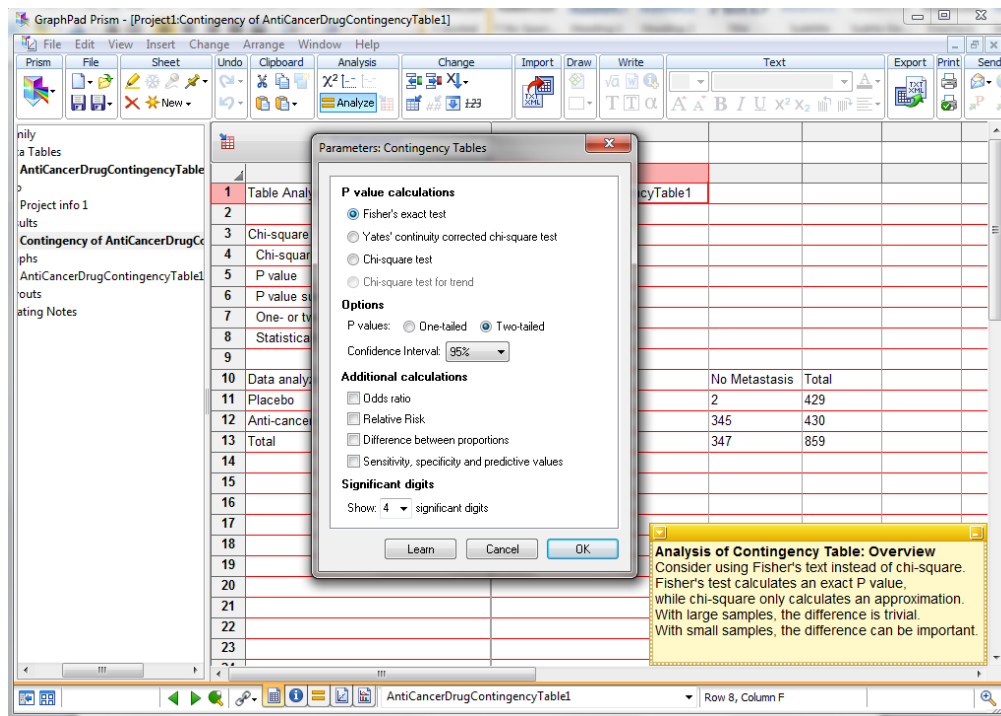 GraphPad Prism - [Project1:Contingency of AntiCancerDrugContingencyTable1]
File Edit View Insert Change Arrange Window Help
Prism File Sheet Undo Clipboard Analysis Change Import Draw Write Text Export Print Send
New
Analyze
nily
a Tables
AntiCancerDrugContingencyTable
Project info 1
ults
Contingency of AntiCancerDrugCo
phs
AntiCancerDrugContingencyTable1
outs
ating Notes
Parameters: Contingency Tables
P value calculations
Fisher's exact test
Yates' continuity corrected chi-square test
Chi-square test
Chi-square test for trend
Options
P values: One-tailed Two-tailed
Confidence Interval: 95%
Additional calculations
Odds ratio
Relative Risk
Difference between proportions
Sensitivity, specificity and predictive values
Significant digits
Show: 4 significant digits
Learn Cancel OK
1 Table Analy cyTable1
2
3 Chi-square
4 Chi-squar
5 P value
6 P value su
7 One- or tw
8 Statistica
9
10 Data analyz No Metastasis Total
11 Placebo 2 429
12 Anti-cancer 345 430
13 Total 347 859
14
15
16
17
18
19
20
21
22
23
Analysis of Contingency Table: Overview
Consider using Fisher's text instead of chi-square.
Fisher's test calculates an exact P value,
while chi-square only calculates an approximation.
With large samples, the difference is trivial.
With small samples, the difference can be important.
AntiCancerDrugContingencyTable1 Row 8, Column F